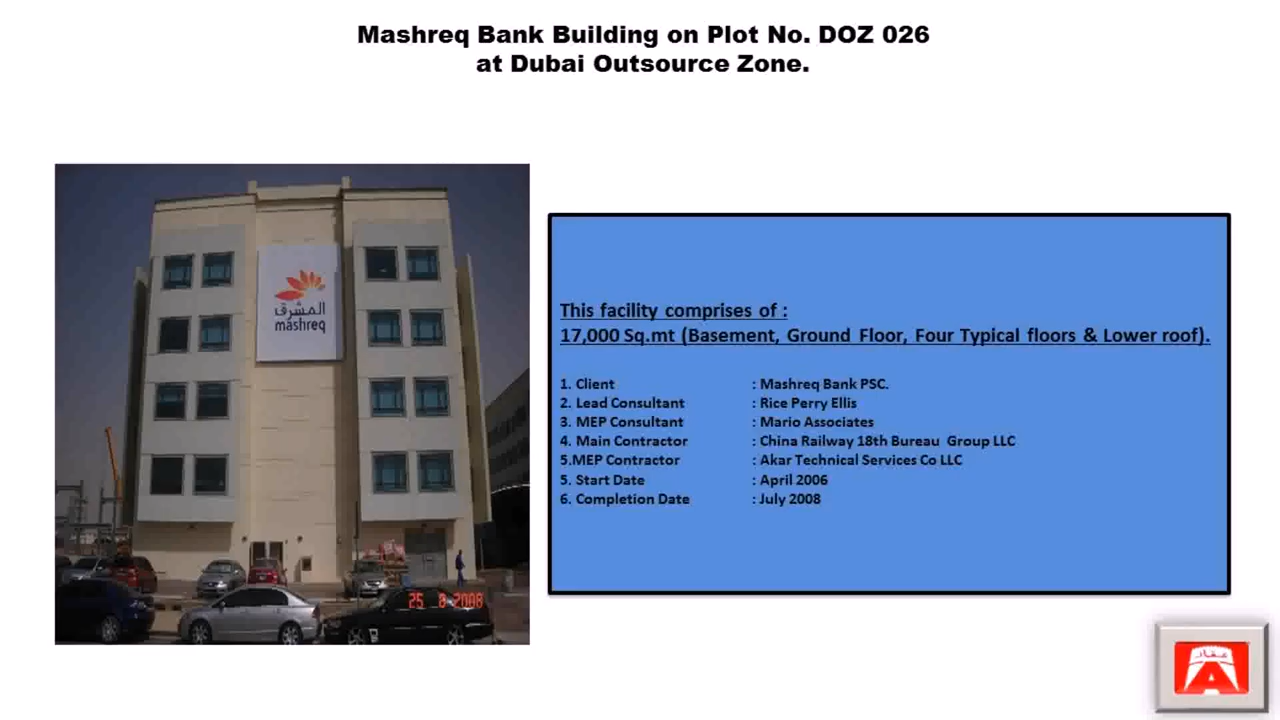 Mashreq Bank Building on Plot No. DOZ 026
at Dubai Outsource Zone.
المشرق
mashreq
25 8 2008
This facility comprises of :
17,000 Sq.mt (Basement, Ground Floor, Four Typical floors & Lower roof).
1. Client : Mashreq Bank PSC.
2. Lead Consultant : Rice Perry Ellis
3. MEP Consultant : Mario Associates
4. Main Contractor : China Railway 18th Bureau Group LLC
5.MEP Contractor : Akar Technical Services Co LLC
5. Start Date : April 2006
6. Completion Date : July 2008
عقار